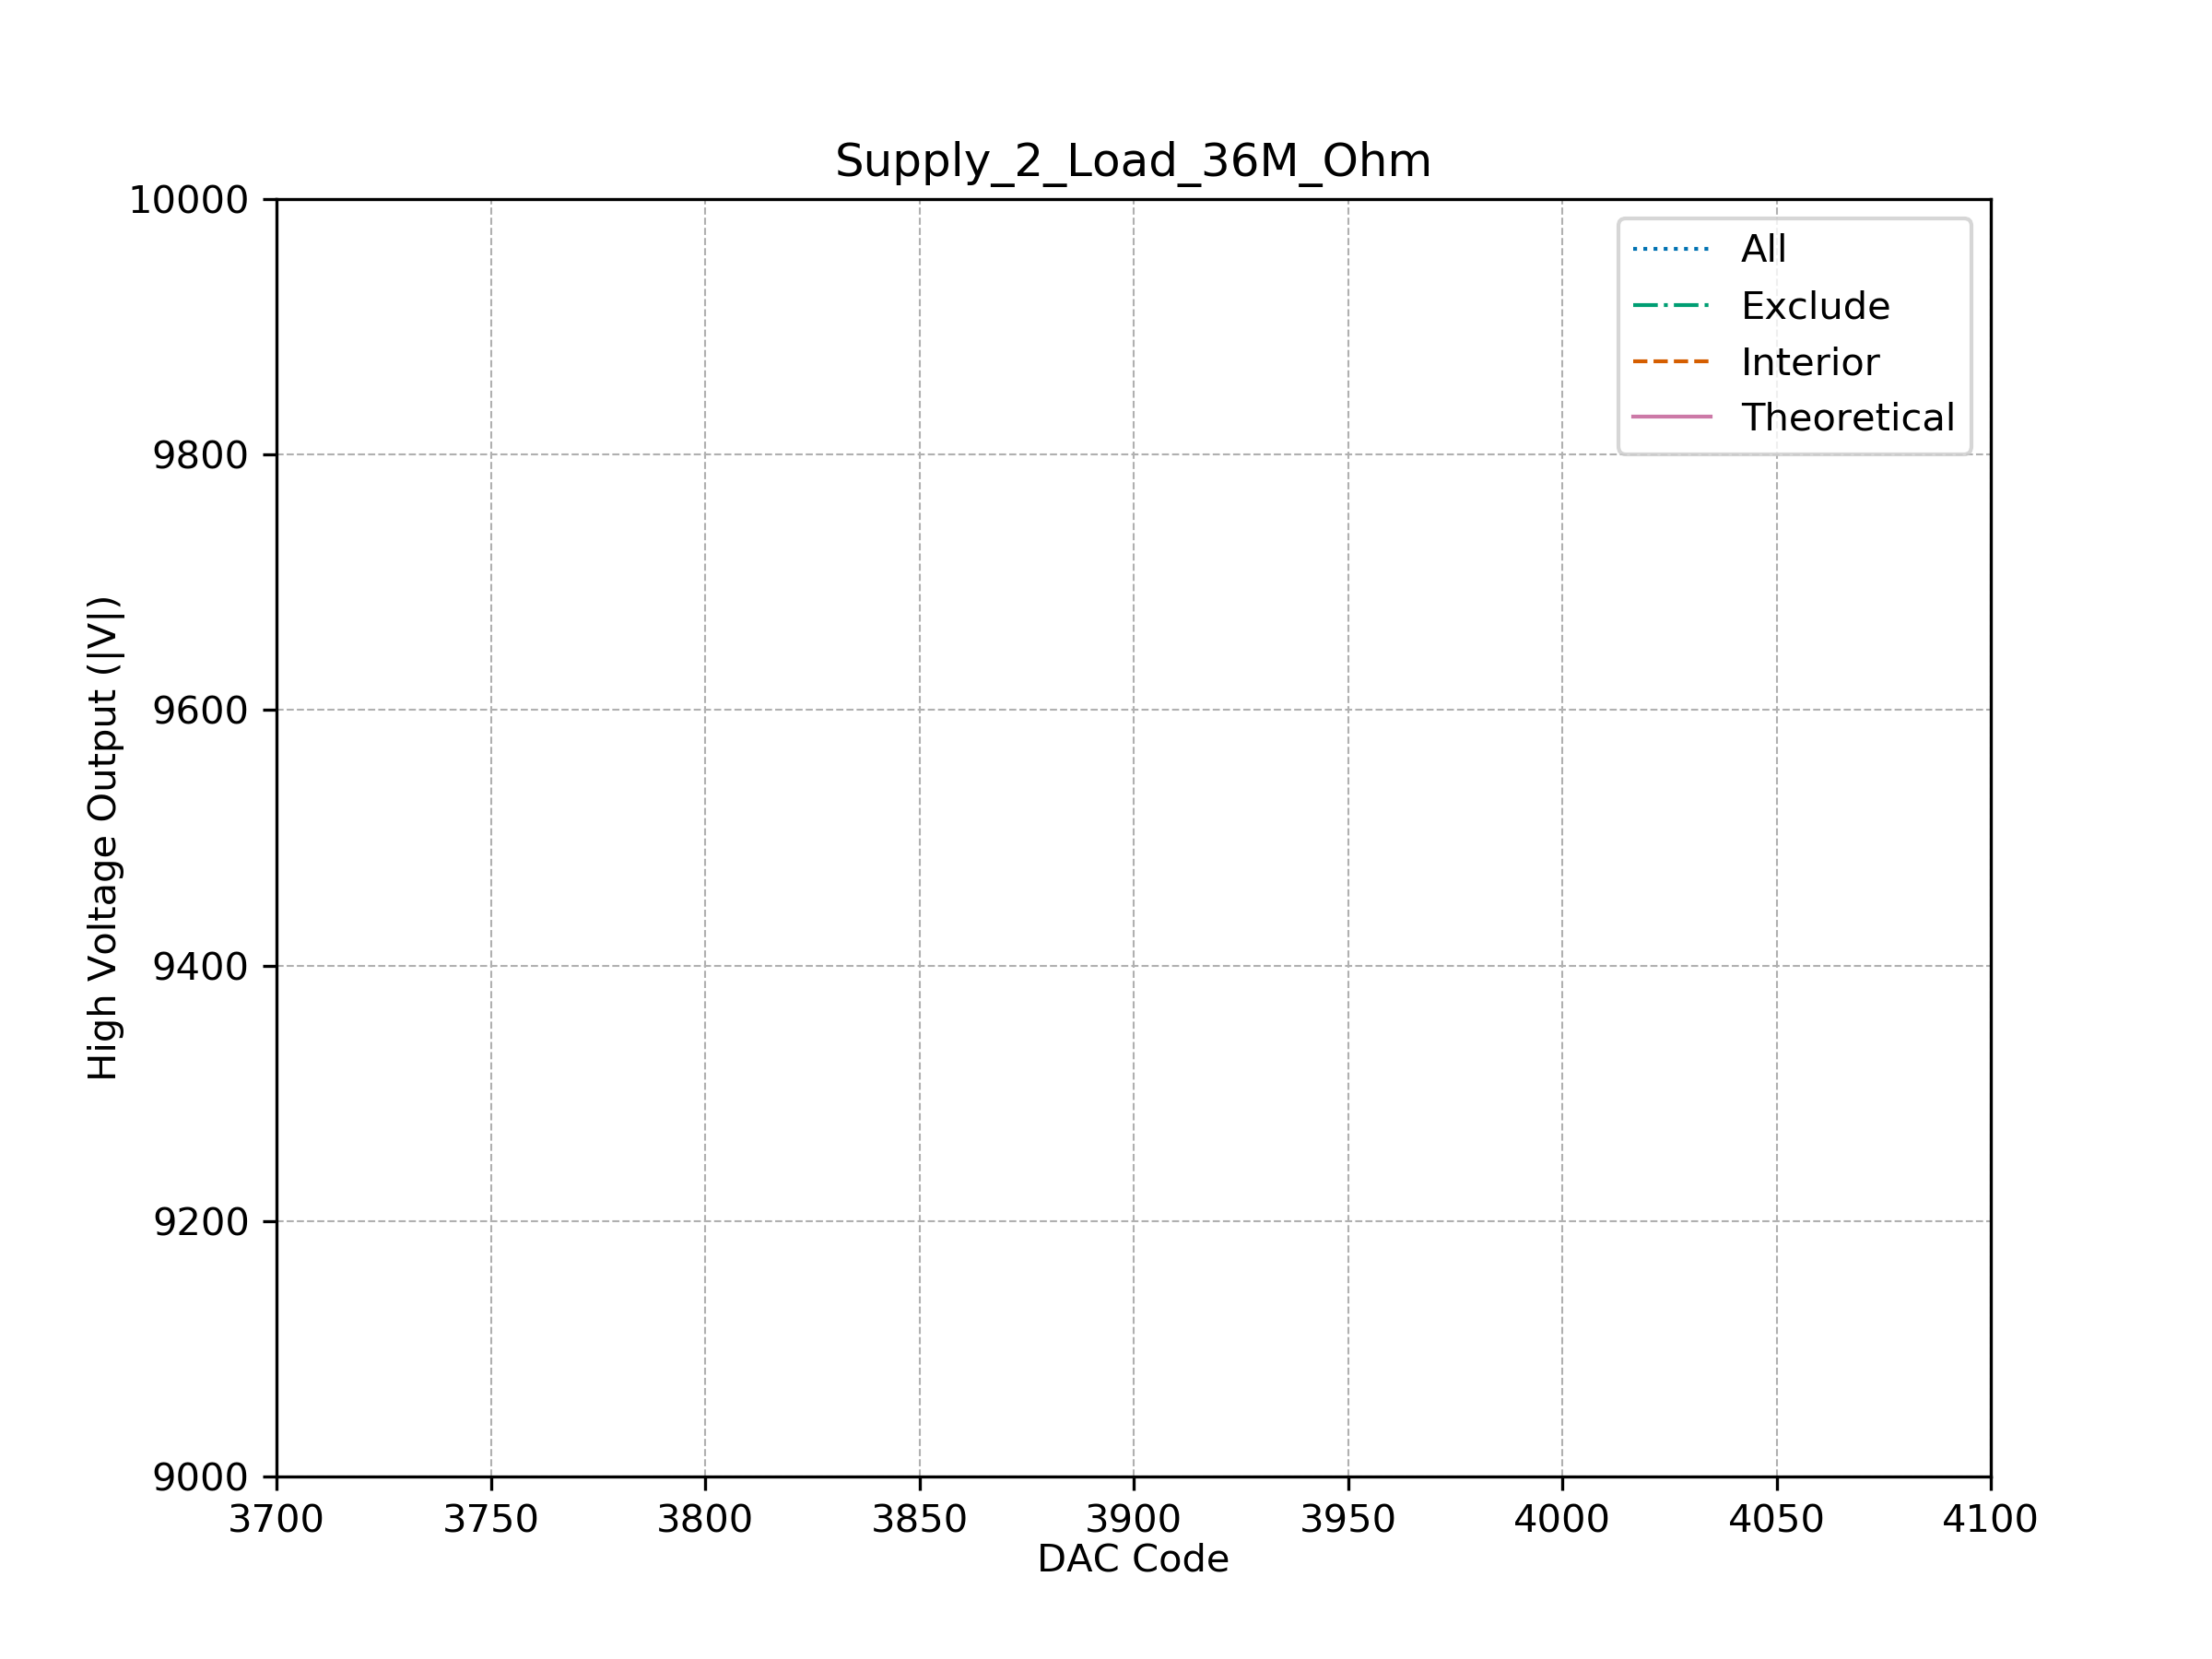 Supply_2_Load_36M_Ohm
10000
9800
9600
9400
9200
9000
High Voltage Output (|V|)
All
Exclude
Interior
Theoretical
3700 3750 3800 3850 3900 3950 4000 4050 4100
DAC Code